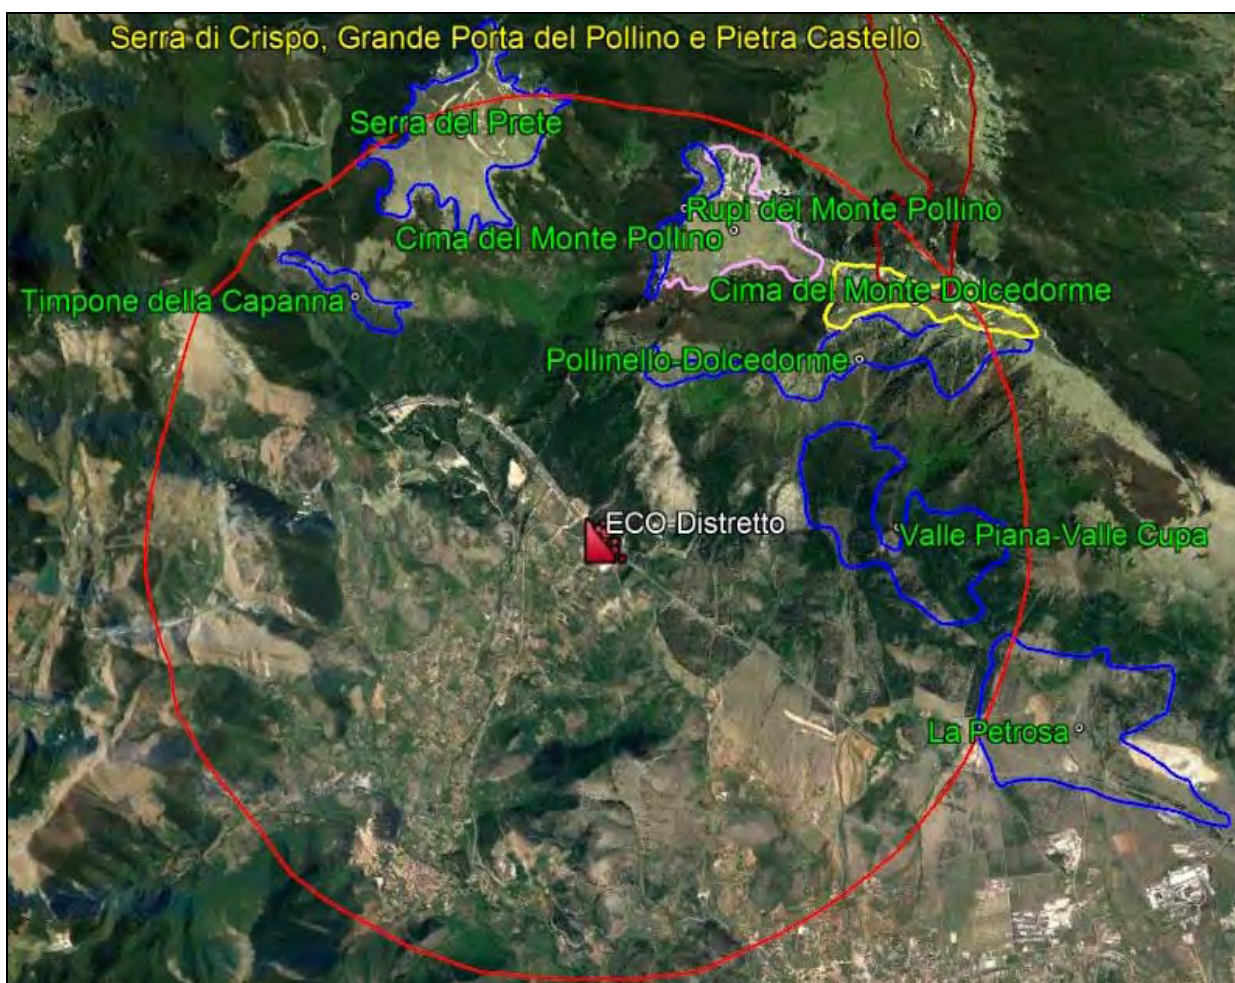 Serra di Crispo, Grande Porta del Pollino e Pietra Castello
Serra del Prete
Rupi del Monte Pollino
Cima del Monte Pollino
Cima del Monte Dolcedorme
Timpone della Capanna
Pollinello-Dolcedorme
ECO-Distretto
Valle Piana-Valle Cupa
La Petrosa